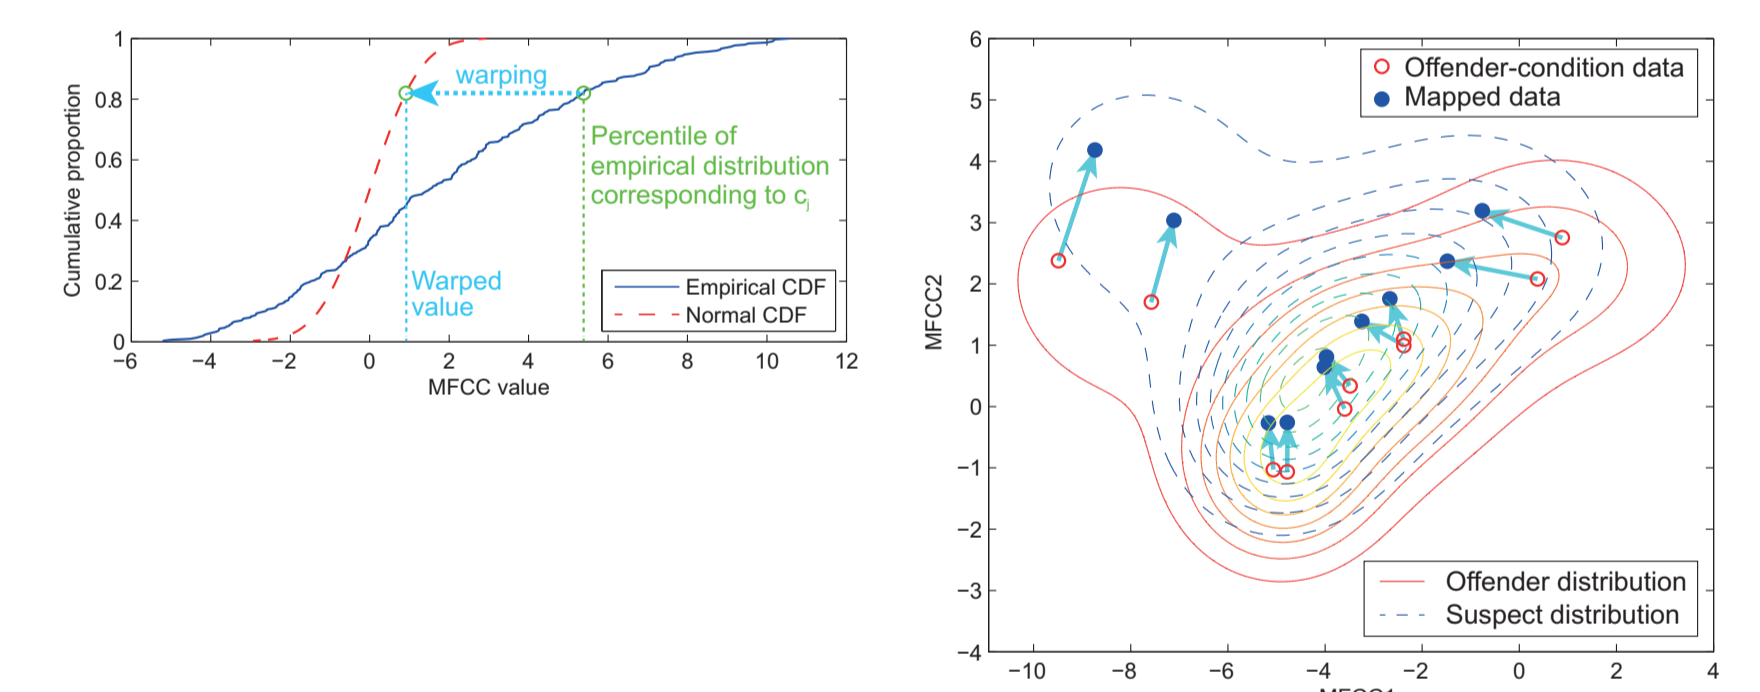 1
0.8
0.6
0.4
0.2
0
Cumulative proportion
−6 −4 −2 0 2 4 6 8 10 12
MFCC value
warping
Percentile of
empirical distribution
corresponding to cj
Warped
value
Empirical CDF
Normal CDF
6
5
4
3
2
1
0
−1
−2
−3
−4
MFCC2
−10 −8 −6 −4 −2 0 2 4
MFCC1
Offender-condition data
Mapped data
Offender distribution
Suspect distribution